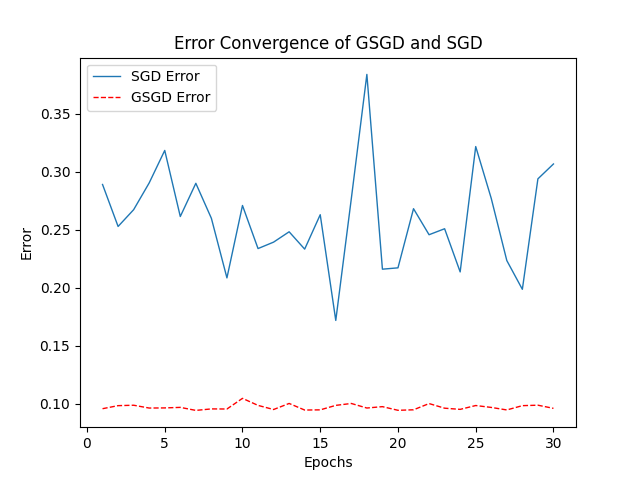 Error Convergence of GSGD and SGD
SGD Error
GSGD Error
0.35
0.30
0.25
0.20
0.15
0.10
Error
0 5 10 15 20 25 30
Epochs